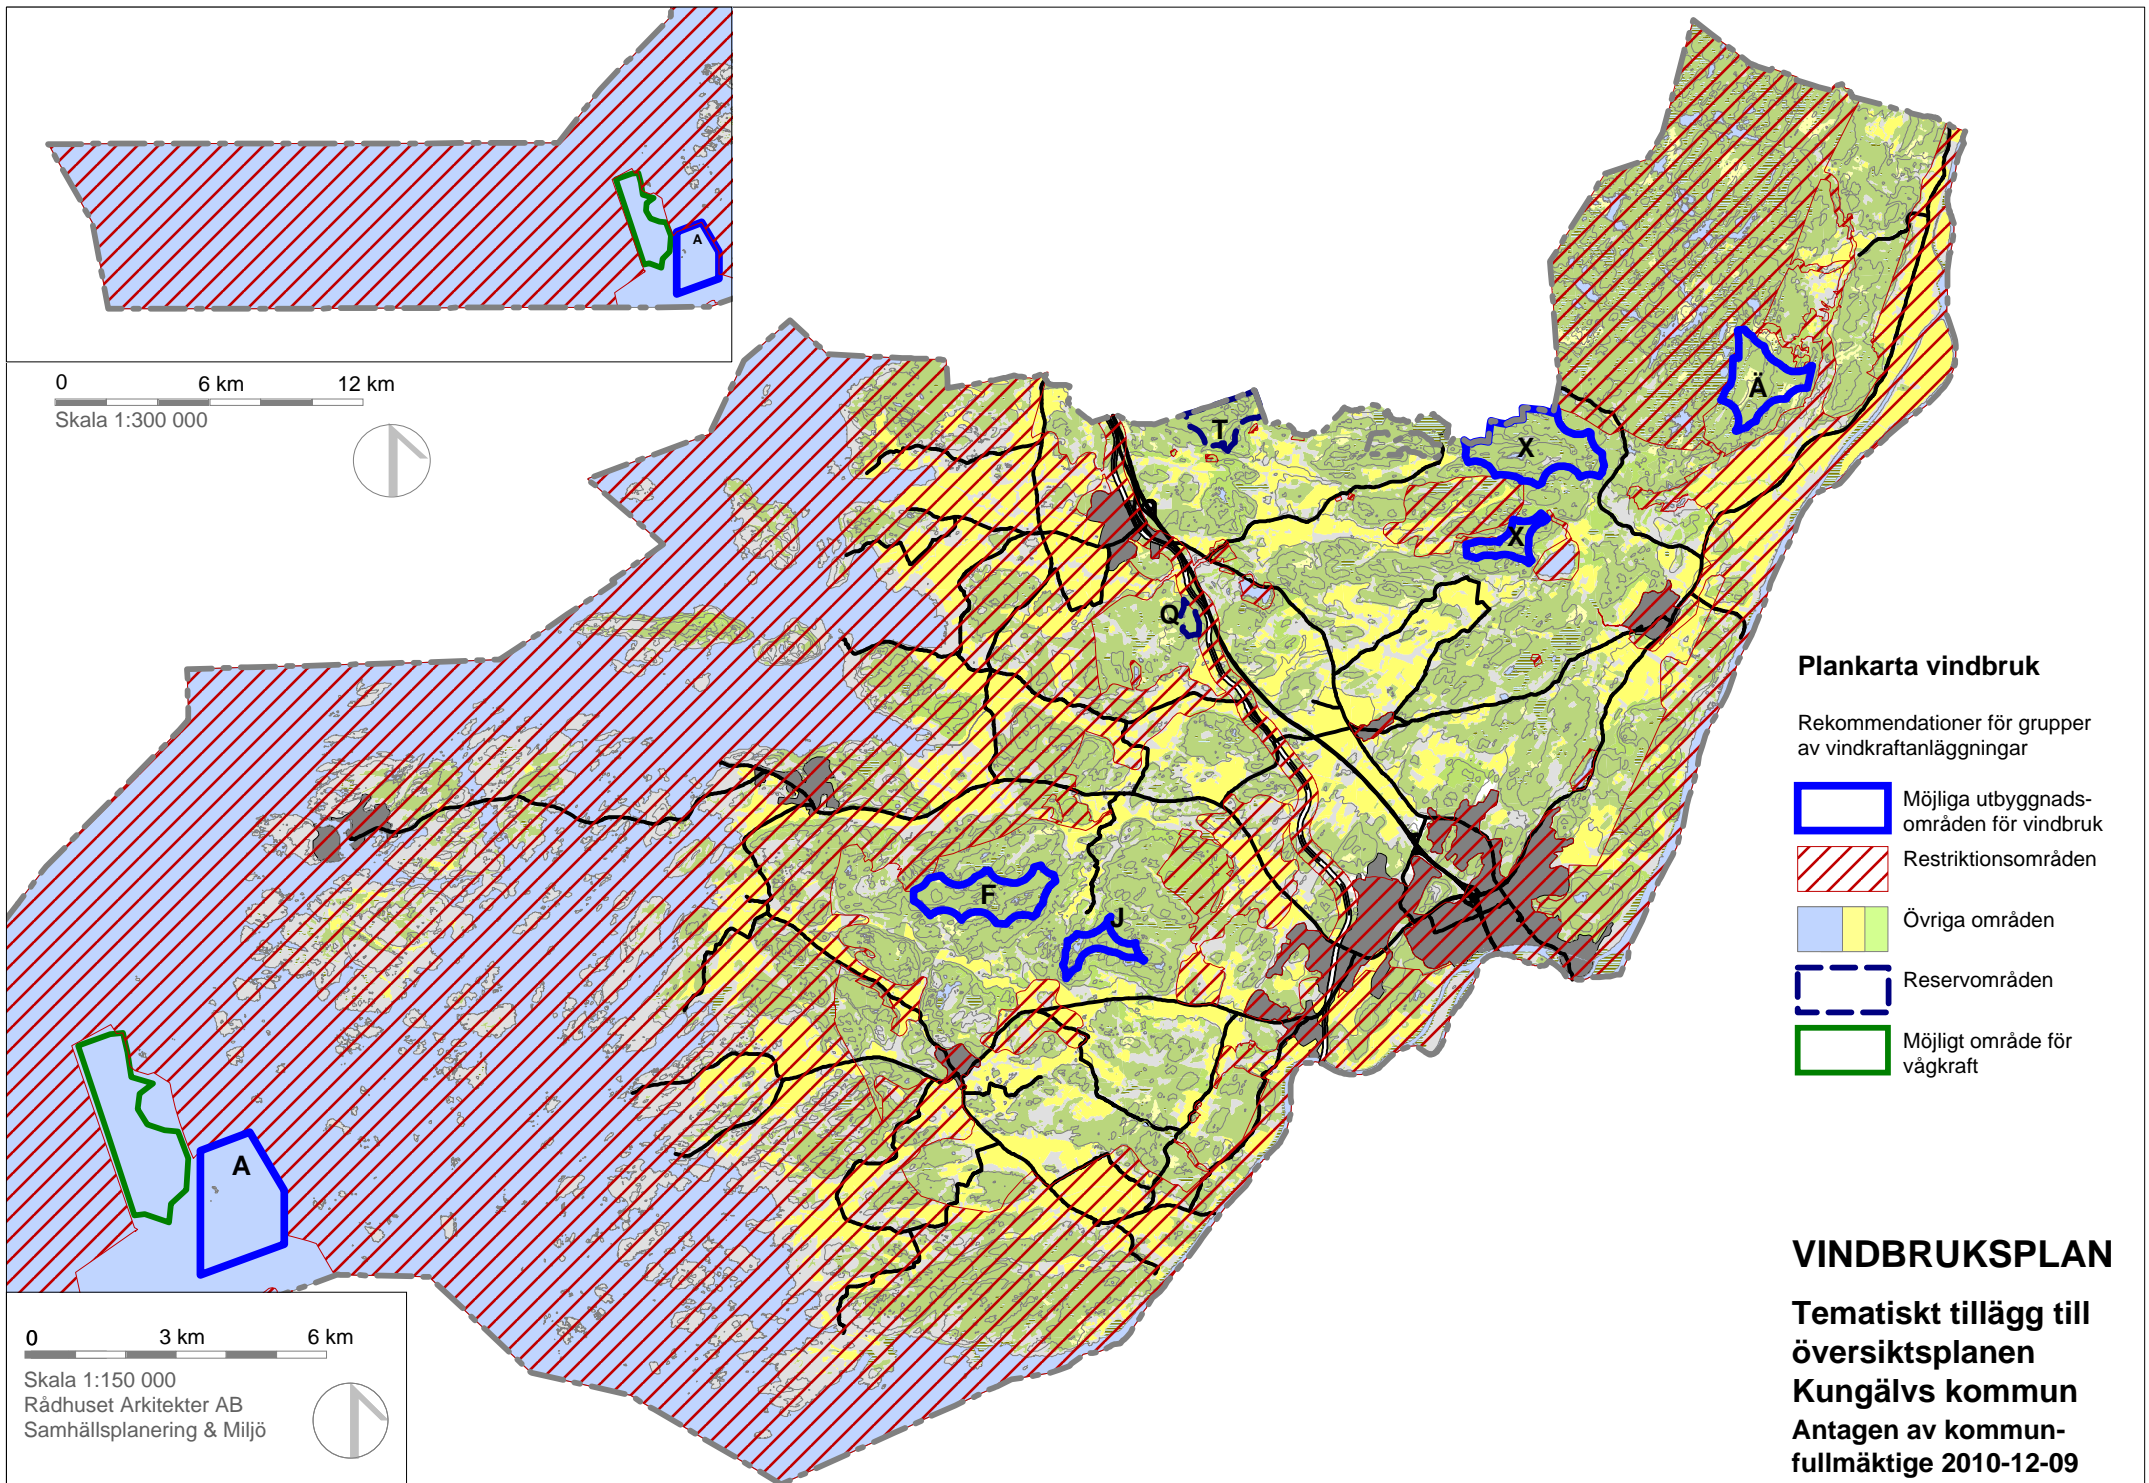 A
0 6 km 12 km
Skala 1:300 000
Ä
T
X
X
Q
F
J
A
Plankarta vindbruk
Rekommendationer för grupper
av vindkraftanläggningar
Möjliga utbyggnads-
områden för vindbruk
Restriktionsområden
Övriga områden
Reservområden
Möjligt område för
vågkraft
VINDBRUKSPLAN
Tematiskt tillägg till
översiktsplanen
Kungälvs kommun
Antagen av kommun-
fullmäktige 2010-12-09
0 3 km 6 km
Skala 1:150 000
Rådhuset Arkitekter AB
Samhällsplanering & Miljö